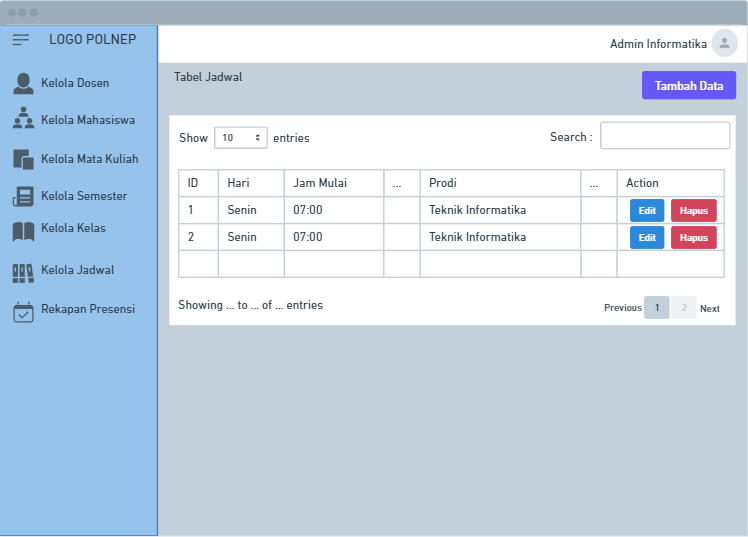 LOGO POLNEP
Admin Informatika
Kelola Dosen
Kelola Mahasiswa
Kelola Mata Kuliah
Kelola Semester
Kelola Kelas
Kelola Jadwal
Rekapan Presensi
Tabel Jadwal
Tambah Data
Show 10 entries
Search :
ID Hari Jam Mulai ... Prodi ... Action
1 Senin 07:00 Teknik Informatika Edit Hapus
2 Senin 07:00 Teknik Informatika Edit Hapus
Showing ... to ... of ... entries
Previous 1 2 Next